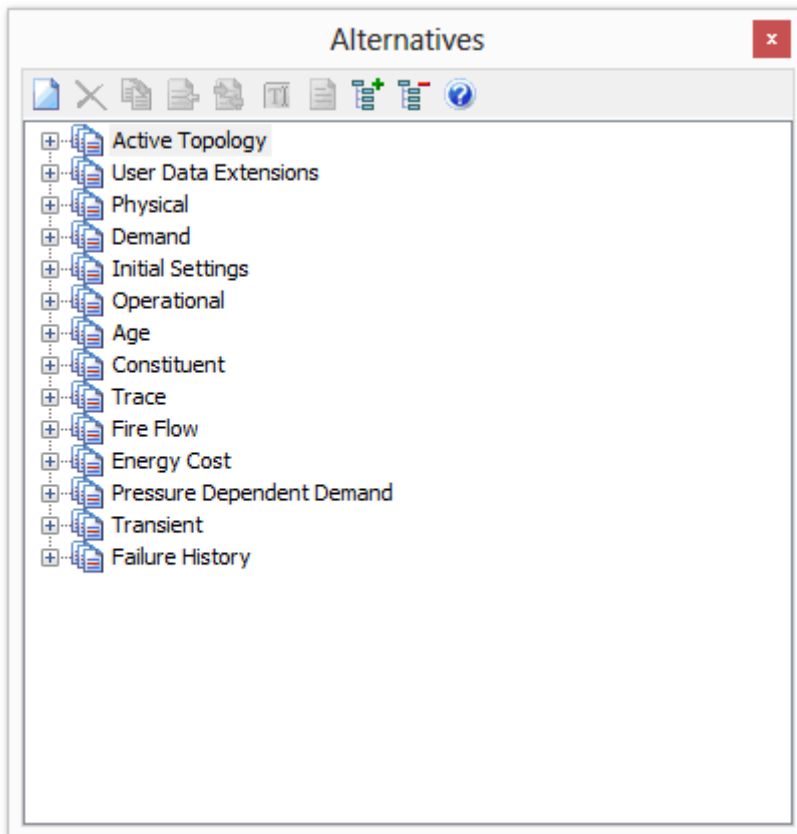 Alternatives
Active Topology
User Data Extensions
Physical
Demand
Initial Settings
Operational
Age
Constituent
Trace
Fire Flow
Energy Cost
Pressure Dependent Demand
Transient
Failure History